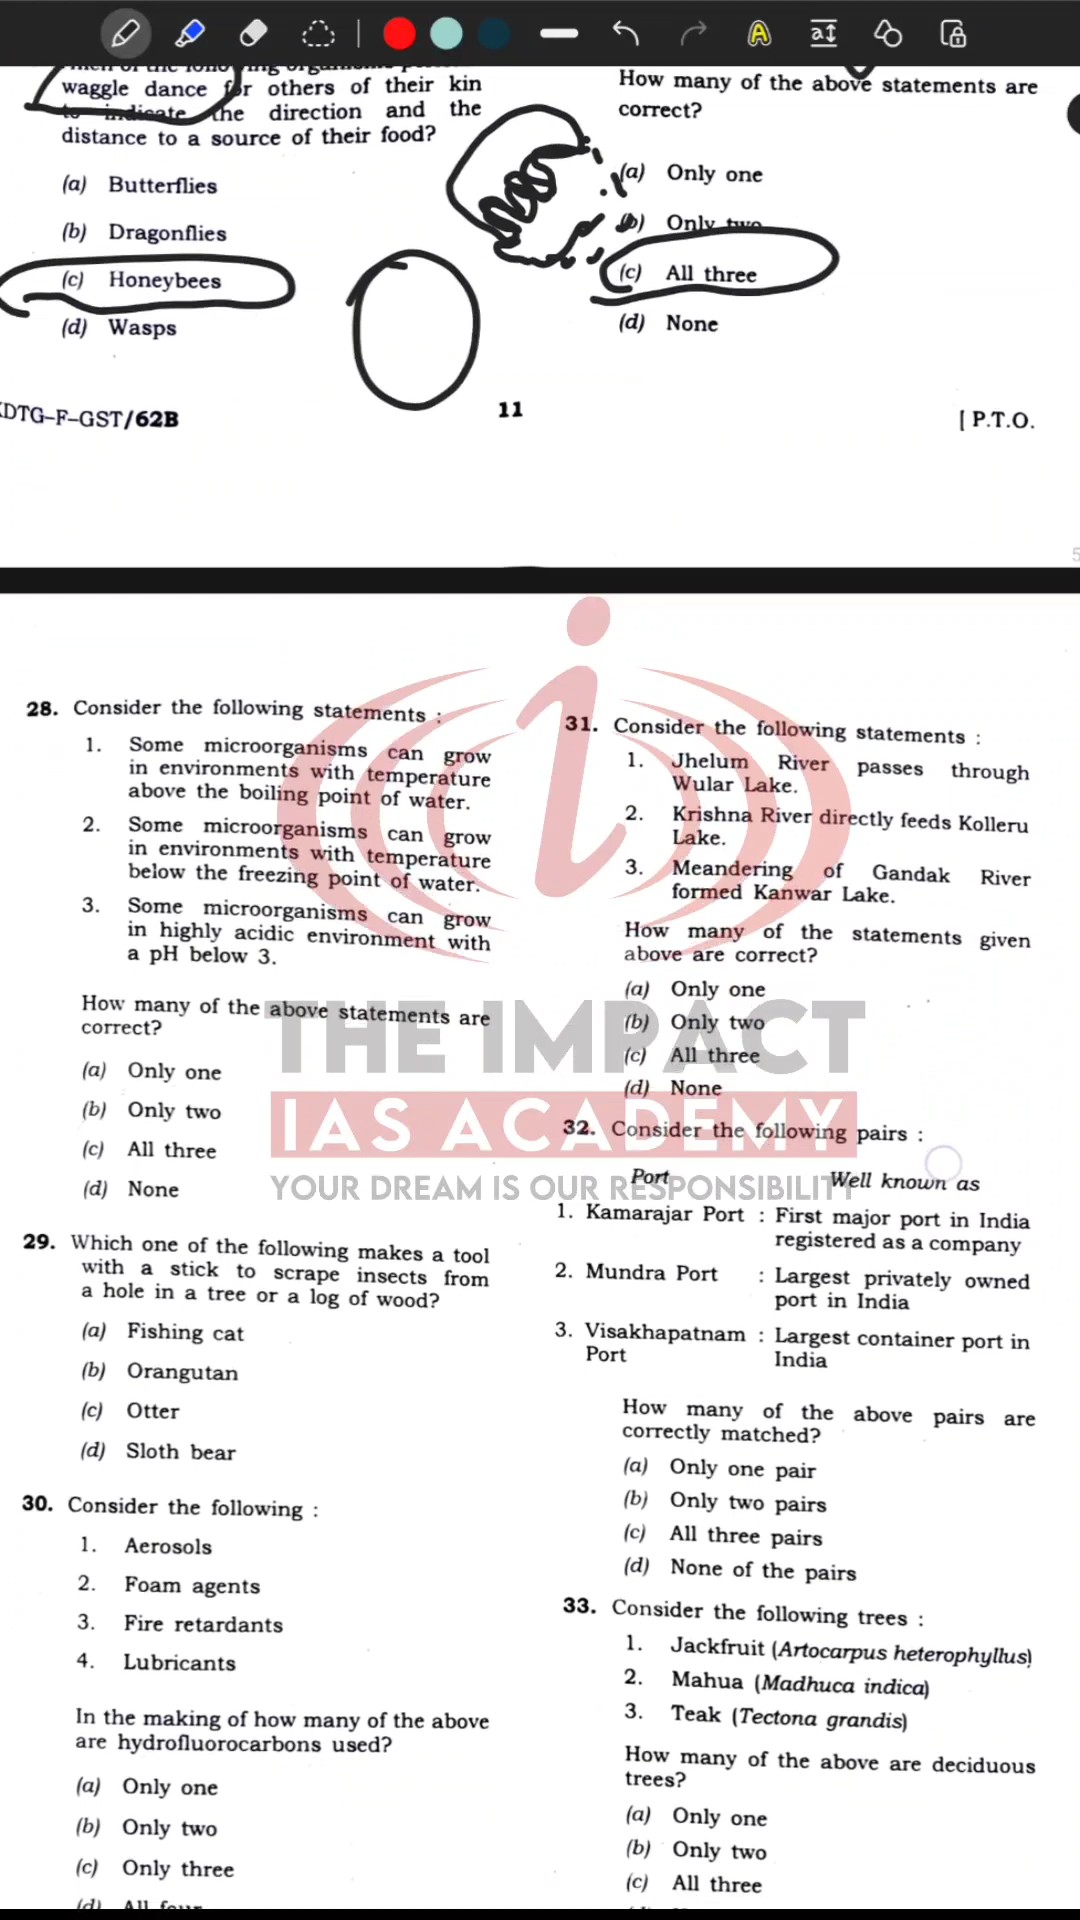 waggle dance for others of their kin
to indicate the direction and the
distance to a source of their food?
(a) Butterflies
(b) Dragonflies
(c) Honeybees
(d) Wasps
How many of the above statements are
correct?
(a) Only one
(b) Only two
(c) All three
(d) None
DTG-F-GST/62B
11
[ P.T.O.
28. Consider the following statements :
1. Some microorganisms can grow
in environments with temperature
above the boiling point of water.
2. Some microorganisms can grow
in environments with temperature
below the freezing point of water.
3. Some microorganisms can grow
in highly acidic environment with
a pH below 3.
How many of the above statements are
correct?
(a) Only one
(b) Only two
(c) All three
(d) None
29. Which one of the following makes a tool
with a stick to scrape insects from
a hole in a tree or a log of wood?
(a) Fishing cat
(b) Orangutan
(c) Otter
(d) Sloth bear
30. Consider the following :
1. Aerosols
2. Foam agents
3. Fire retardants
4. Lubricants
In the making of how many of the above
are hydrofluorocarbons used?
(a) Only one
(b) Only two
(c) Only three
(d) All four
31. Consider the following statements :
1. Jhelum River passes through
Wular Lake.
2. Krishna River directly feeds Kolleru
Lake.
3. Meandering of Gandak River
formed Kanwar Lake.
How many of the statements given
above are correct?
(a) Only one
(b) Only two
(c) All three
(d) None
32. Consider the following pairs :
Port Well known as
1. Kamarajar Port : First major port in India
registered as a company
2. Mundra Port : Largest privately owned
port in India
3. Visakhapatnam : Largest container port in
Port India
How many of the above pairs are
correctly matched?
(a) Only one pair
(b) Only two pairs
(c) All three pairs
(d) None of the pairs
33. Consider the following trees :
1. Jackfruit (Artocarpus heterophyllus)
2. Mahua (Madhuca indica)
3. Teak (Tectona grandis)
How many of the above are deciduous
trees?
(a) Only one
(b) Only two
(c) All three
THE IMPACT
IAS ACADEMY
YOUR DREAM IS OUR RESPONSIBILITY